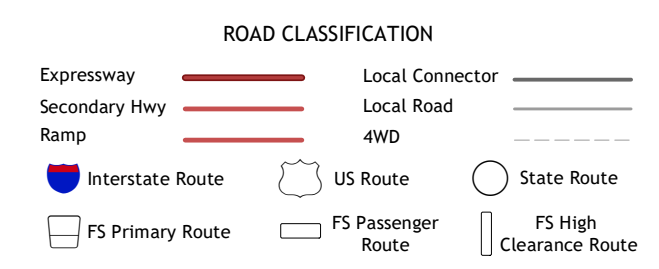 ROAD CLASSIFICATION
Expressway
Local Connector
Secondary Hwy
Local Road
Ramp
4WD
Interstate Route
US Route
State Route
FS Primary Route
FS Passenger
Route
FS High
Clearance Route